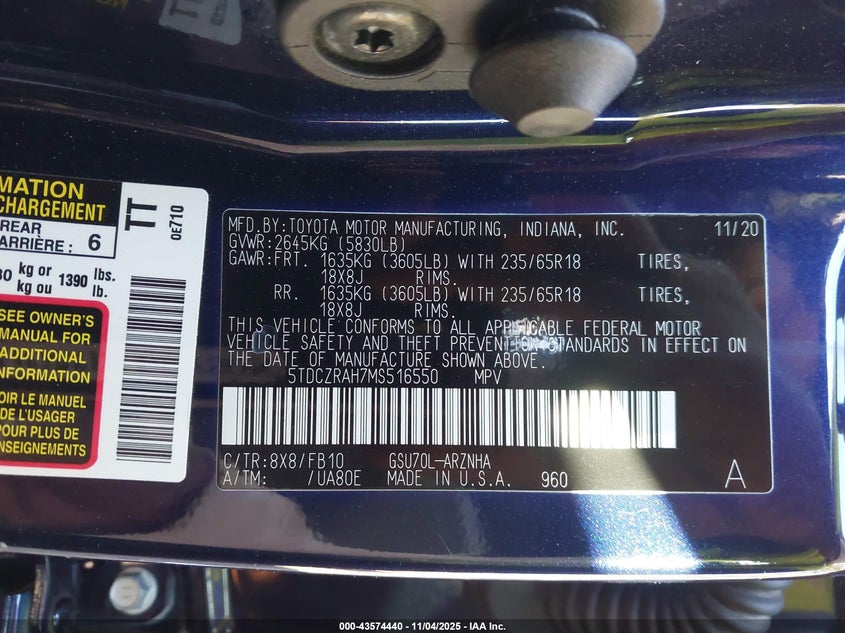 MATION
CHARGEMENT
REAR
ARRIÈRE: 6
kg or 1390 lbs.
kg ou lb.
SEE OWNER'S
MANUAL FOR
ADDITIONAL
INFORMATION
LE MANUEL
DE L'USAGER
POUR PLUS DE
RENSEIGNEMENTS
TT
0E710
MFD.BY:TOYOTA MOTOR MANUFACTURING, INDIANA, INC. 11/20
GVWR:2645KG (5830LB)
GAWR:FRT. 1635KG (3605LB) WITH 235/65R18 TIRES,
18X8J RIMS.
RR. 1635KG (3605LB) WITH 235/65R18 TIRES,
18X8J RIMS.
THIS VEHICLE CONFORMS TO ALL APPLICABLE FEDERAL MOTOR
VEHICLE SAFETY AND THEFT PREVENTION STANDARDS IN EFFECT ON
THE DATE OF MANUFACTURE SHOWN ABOVE.
5TDCZRAH7MS516550 MPV
C/TR:8X8/FB10 GSU70L-ARZNHA
A/TM: /UA80E MADE IN U.S.A. 960 A
000-43574440 - 11/04/2025 - IAA Inc.